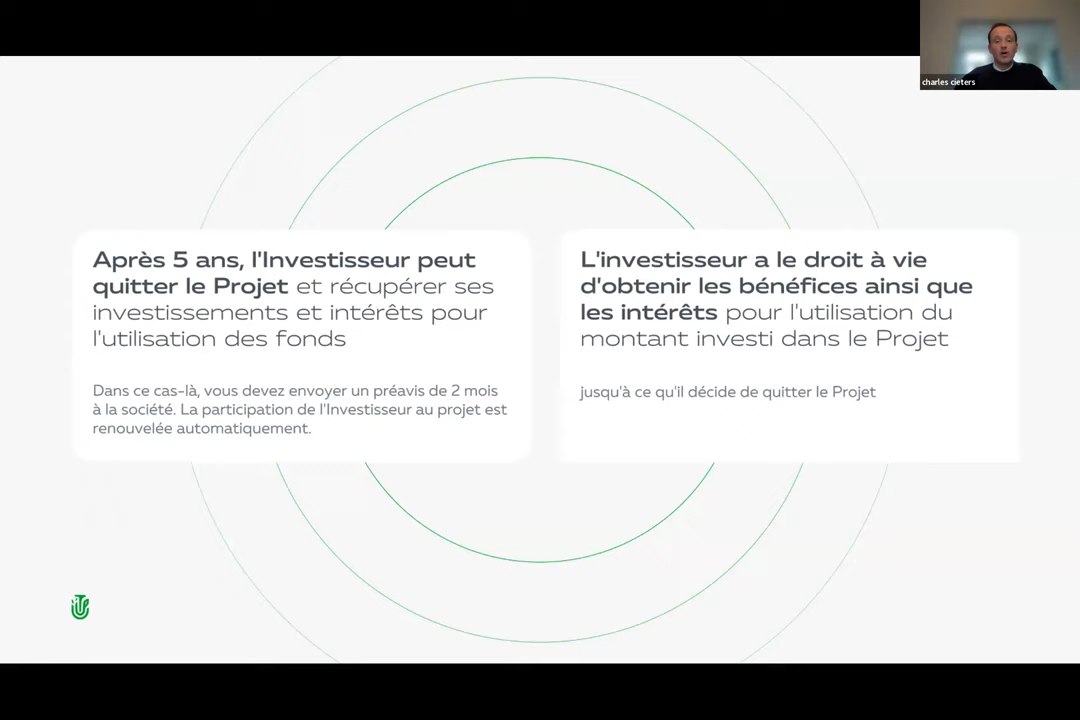 charles cieters
Après 5 ans, l'Investisseur peut
quitter le Projet et récupérer ses
investissements et intérêts pour
l'utilisation des fonds
Dans ce cas-là, vous devez envoyer un préavis de 2 mois
à la société. La participation de l'Investisseur au projet est
renouvelée automatiquement.
L'investisseur a le droit à vie
d'obtenir les bénéfices ainsi que
les intérêts pour l'utilisation du
montant investi dans le Projet
jusqu'à ce qu'il décide de quitter le Projet